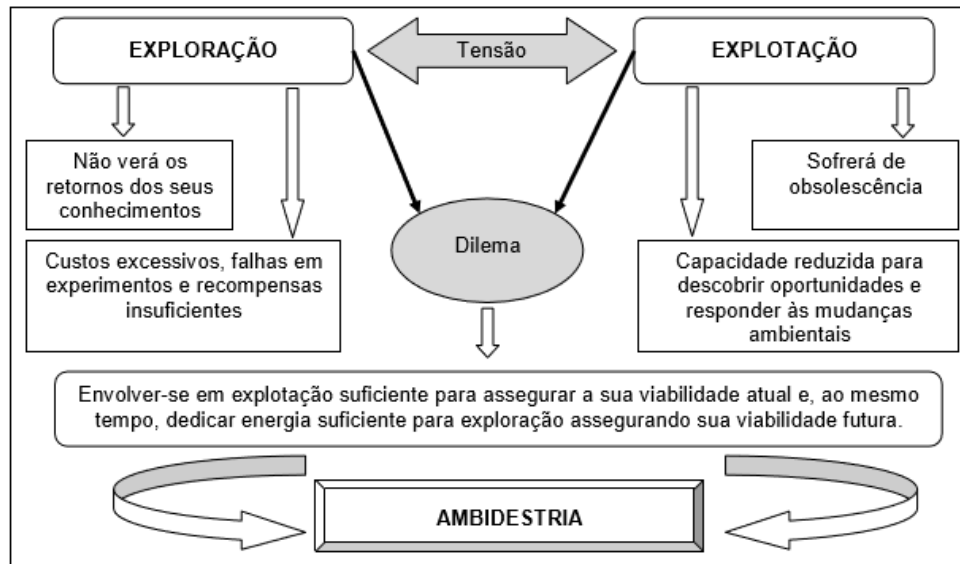 EXPLORAÇÃO
Tensão
EXPLOTAÇÃO
Não verá os
retornos dos seus
conhecimentos
Sofrerá de
obsolescência
Dilema
Custos excessivos, falhas em
experimentos e recompensas
insuficientes
Capacidade reduzida para
descobrir oportunidades e
responder às mudanças
ambientais
Envolver-se em explotação suficiente para assegurar a sua viabilidade atual e, ao mesmo
tempo, dedicar energia suficiente para exploração assegurando sua viabilidade futura.
AMBIDESTRIA